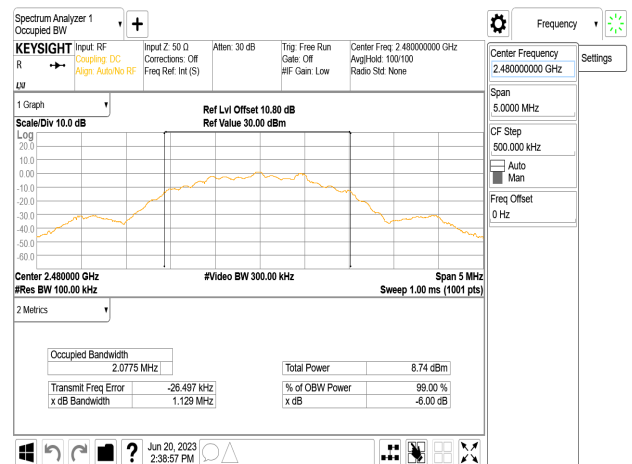 Spectrum Analyzer 1
Occupied BW
Frequency
KEYSIGHT
R
Input: RF
Coupling: DC
Align: Auto/No RF
Input Z: 50 Ω
Corrections: Off
Freq Ref: Int (S)
Atten: 30 dB
Trig: Free Run
Gate: Off
#IF Gain: Low
Center Freq: 2.480000000 GHz
Avg|Hold: 100/100
Radio Std: None
Center Frequency
2.480000000 GHz
Settings
Span
5.0000 MHz
CF Step
500.000 kHz
Auto
Man
Freq Offset
0 Hz
1 Graph
Ref Lvl Offset 10.80 dB
Scale/Div 10.0 dB
Ref Value 30.00 dBm
Log
20.0
10.0
0.00
-10.0
-20.0
-30.0
-40.0
-50.0
-60.0
Center 2.48000 GHz
#Video BW 300.00 kHz
Span 5 MHz
#Res BW 100.00 kHz
Sweep 1.00 ms (1001 pts)
2 Metrics
Occupied Bandwidth
2.0775 MHz
Total Power 8.74 dBm
Transmit Freq Error -26.497 kHz
% of OBW Power 99.00 %
x dB Bandwidth 1.129 MHz
x dB -6.00 dB
?
Jun 20, 2023
2:38:57 PM